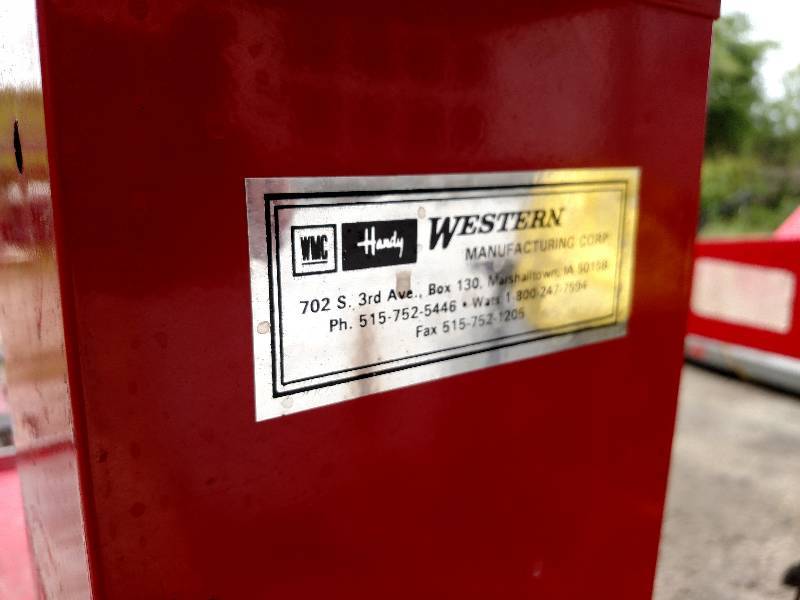 WMC Handy WESTERN
MANUFACTURING CORP.
702 S. 3rd Ave., Box 130, Marshalltown, IA 50158
Ph. 515-752-5446 • Wats 1-800-247-7594
Fax 515-752-1205